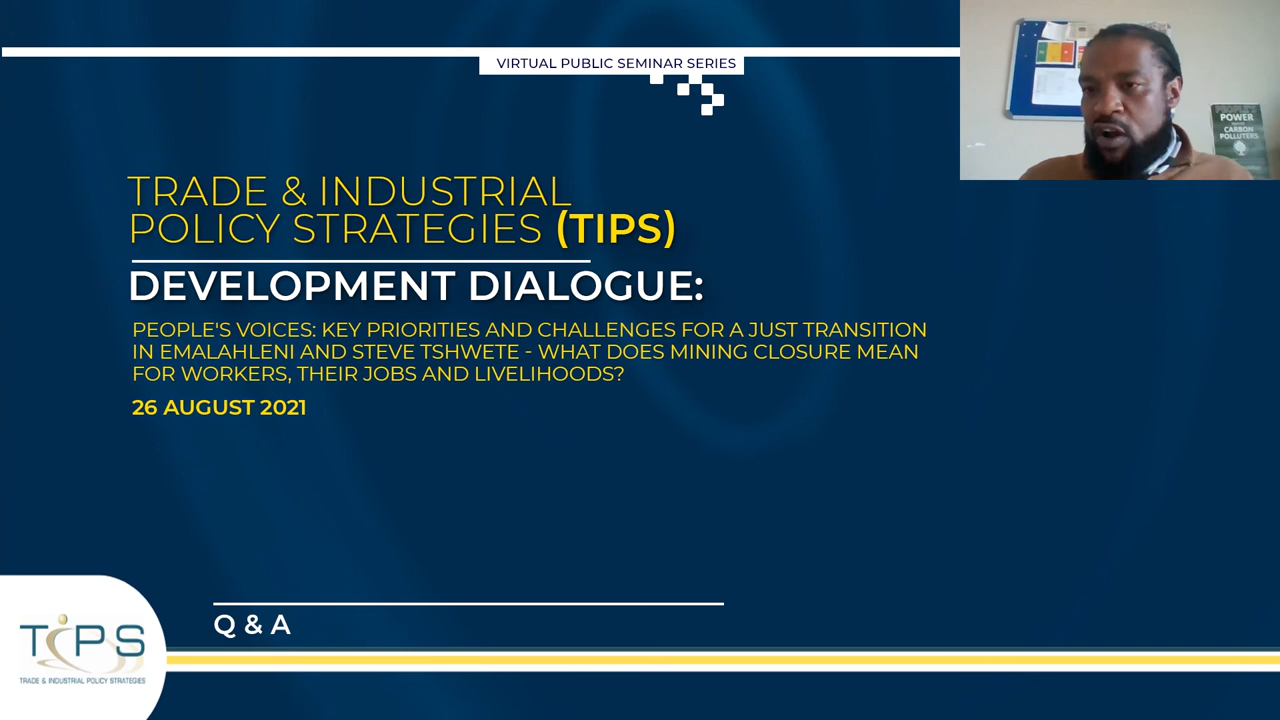 VIRTUAL PUBLIC SEMINAR SERIES
POWER
CARBON
POLLUTERS
TRADE & INDUSTRIAL
POLICY STRATEGIES (TIPS)
DEVELOPMENT DIALOGUE:
PEOPLE'S VOICES: KEY PRIORITIES AND CHALLENGES FOR A JUST TRANSITION
IN EMALAHLENI AND STEVE TSHWETE - WHAT DOES MINING CLOSURE MEAN
FOR WORKERS, THEIR JOBS AND LIVELIHOODS?
26 AUGUST 2021
Q & A
TIPS
TRADE & INDUSTRIAL POLICY STRATEGIES